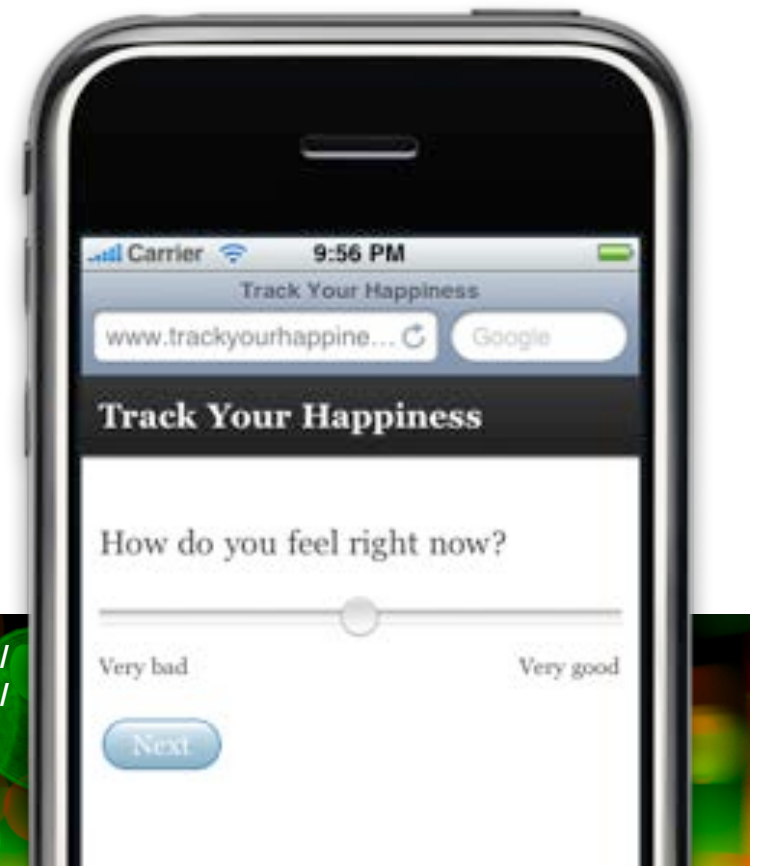 Carrier 9:56 PM
Track Your Happiness
www.trackyourhappine... Google
Track Your Happiness
How do you feel right now?
Very bad Very good
Next
/
/